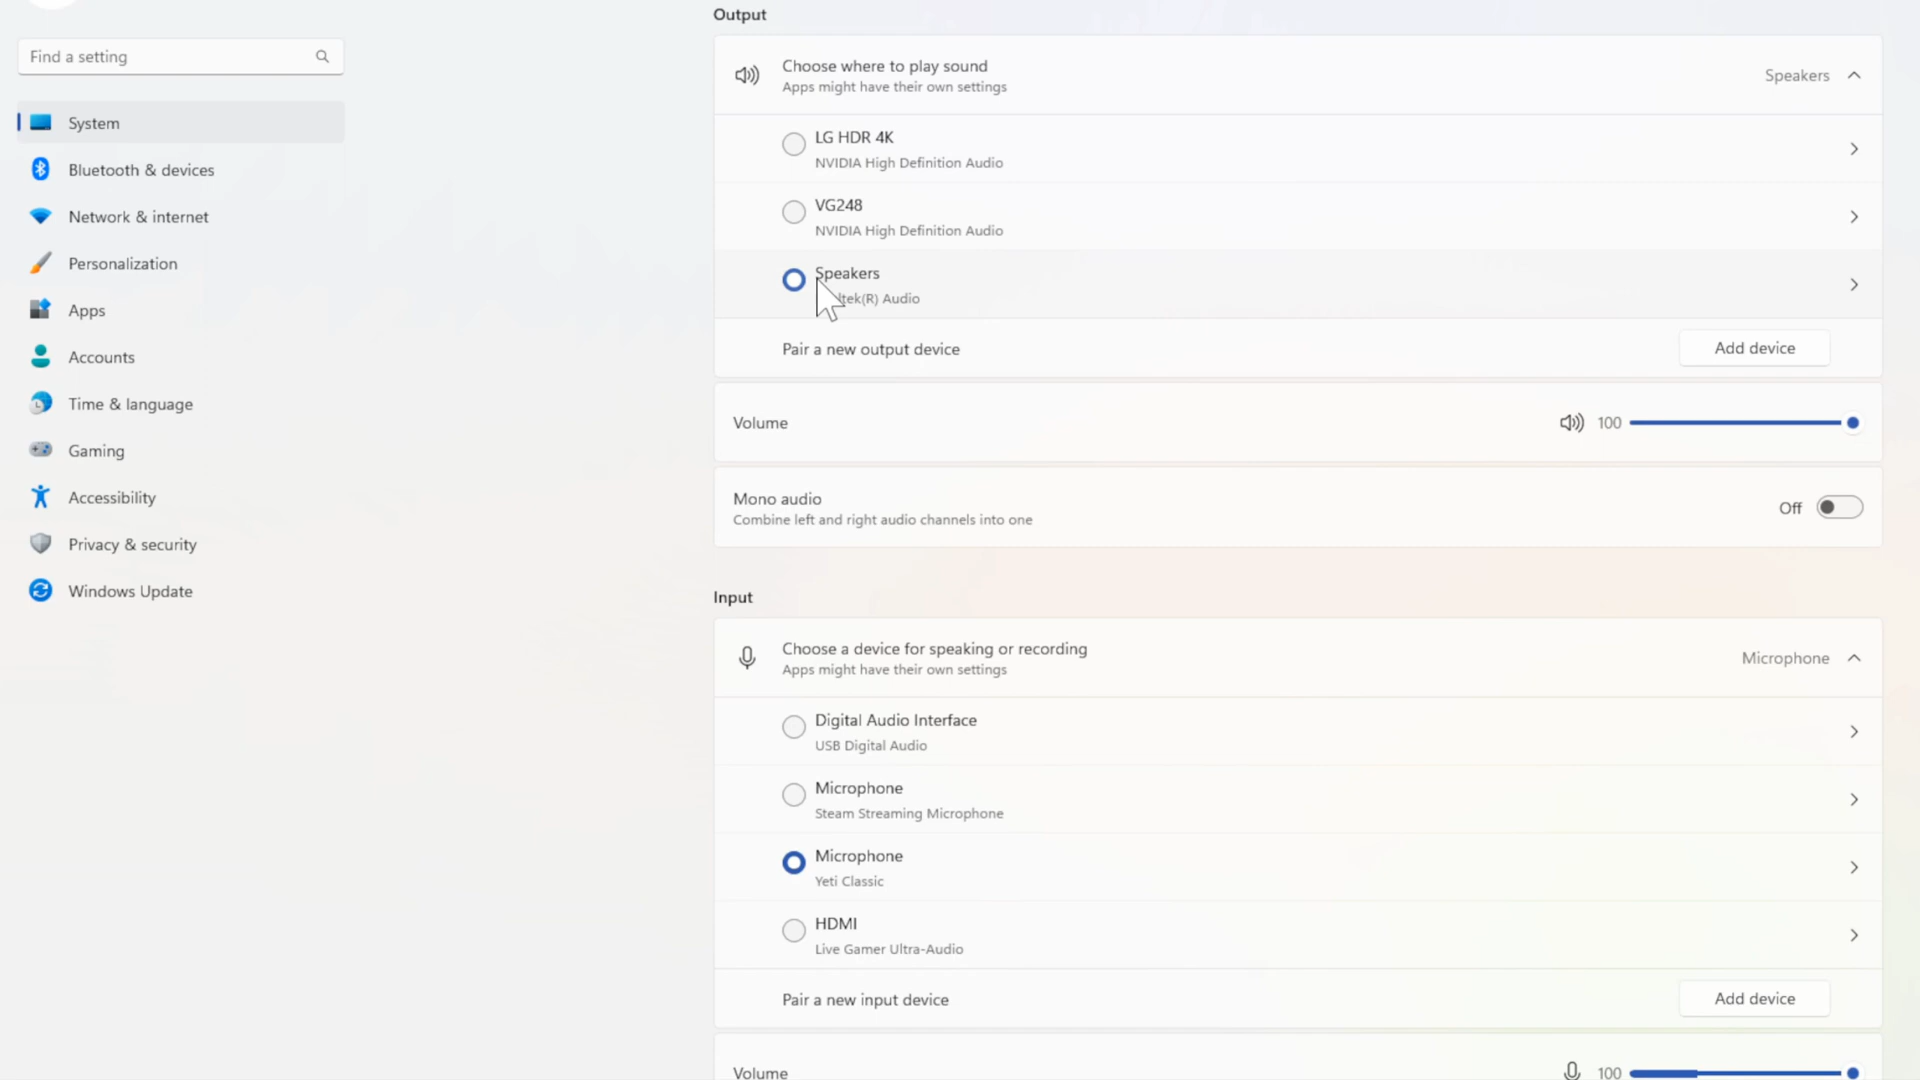 Find a setting
System
Bluetooth & devices
Network & internet
Personalization
Apps
Accounts
Time & language
Gaming
Accessibility
Privacy & security
Windows Update
Output
Choose where to play sound
Apps might have their own settings
Speakers
LG HDR 4K
NVIDIA High Definition Audio
VG248
NVIDIA High Definition Audio
Speakers
Audio
Pair a new output device
Add device
Volume
100
Mono audio
Combine left and right audio channels into one
Off
Input
Choose a device for speaking or recording
Apps might have their own settings
Microphone
Digital Audio Interface
USB Digital Audio
Microphone
Steam Streaming Microphone
Microphone
Yeti Classic
HDMI
Live Gamer Ultra-Audio
Pair a new input device
Add device
Volume
100